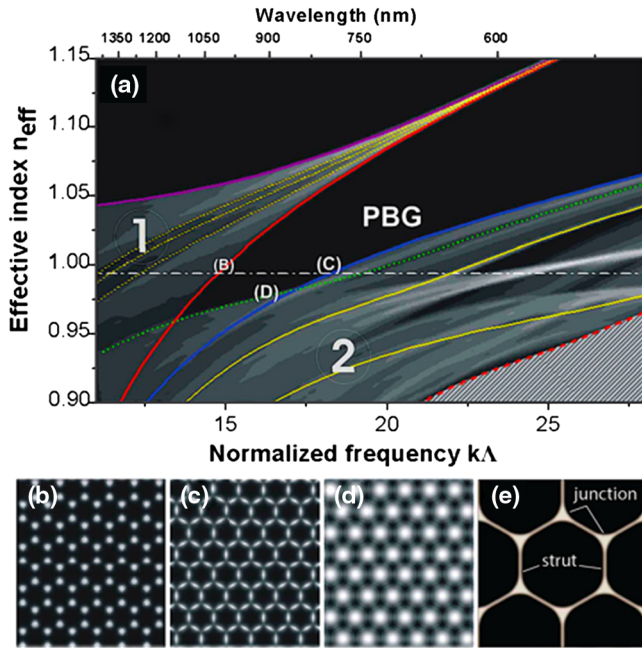 Wavelength (nm)
1350 1200 1050 900 750 600
(a)
Effective index neff
1.15
1.10
1.05
1.00
0.95
0.90
1
PBG
(B)
(C)
(D)
2
15 20 25
Normalized frequency kΛ
(b) (c) (d) (e)
junction
strut